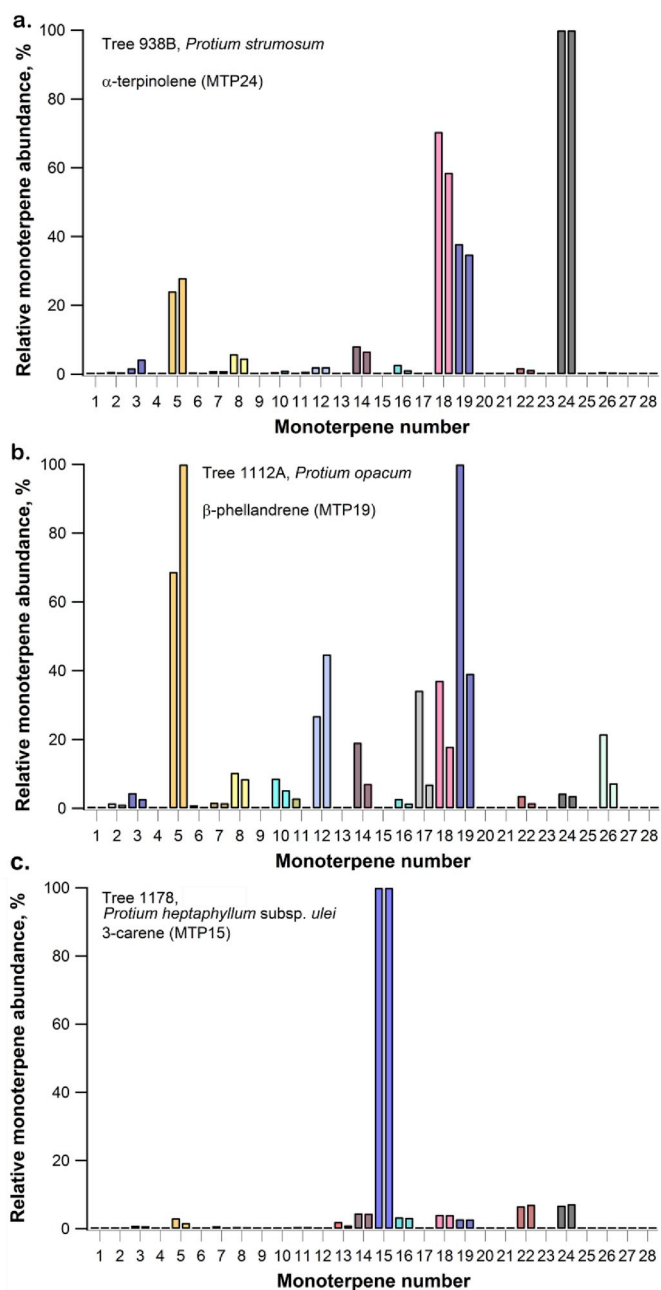 a.
Relative monoterpene abundance, %
100
80
60
40
20
0
Tree 938B, Protium strumosum
α-terpinolene (MTP24)
1 2 3 4 5 6 7 8 9 10 11 12 13 14 15 16 17 18 19 20 21 22 23 24 25 26 27 28
Monoterpene number
b.
Relative monoterpene abundance, %
100
80
60
40
20
0
Tree 1112A, Protium opacum
β-phellandrene (MTP19)
1 2 3 4 5 6 7 8 9 10 11 12 13 14 15 16 17 18 19 20 21 22 23 24 25 26 27 28
Monoterpene number
c.
Relative monoterpene abundance, %
100
80
60
40
20
0
Tree 1178,
Protium heptaphyllum subsp. ulei
3-carene (MTP15)
1 2 3 4 5 6 7 8 9 10 11 12 13 14 15 16 17 18 19 20 21 22 23 24 25 26 27 28
Monoterpene number